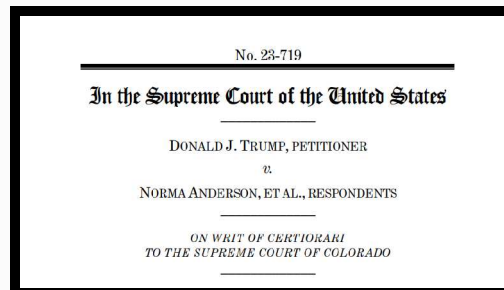 No. 23-719
In the Supreme Court of the United States
DONALD J. TRUMP, PETITIONER
v.
NORMA ANDERSON, ET AL., RESPONDENTS
ON WRIT OF CERTIORARI
TO THE SUPREME COURT OF COLORADO